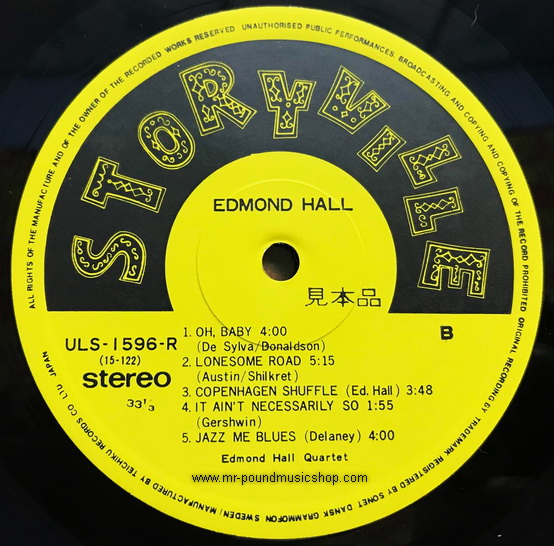 ALL RIGHTS OF THE MANUFACTURE AND OF THE OWNER OF THE RECORDED WORKS RESERVED UNAUTHORISED PUBLIC PERFORMANCES, BROADCASTING AND COPYING AND COPYING OF THE RECORD PROHIBITED
STORYVILLE
EDMOND HALL
見本品
ULS-1596-R
(15-122)
stereo
33⅓
B
1. OH, BABY 4:00
(De Sylva/Donaldson)
2. LONESOME ROAD 5:15
(Austin/Shilkret)
3. COPENHAGEN SHUFFLE (Ed. Hall) 3:48
4. IT AIN'T NECESSARILY SO 1:55
(Gershwin)
5. JAZZ ME BLUES (Delaney) 4:00
Edmond Hall Quartet
www.mr-poundmusicshop.com
ORIGINAL RECORDING BY TRADEMARK REGISTERED BY SONET DANSK GRAMMOFON SWEDEN/MANUFACTURED BY TEICHIKU RECORDS CO. LTD. JAPAN